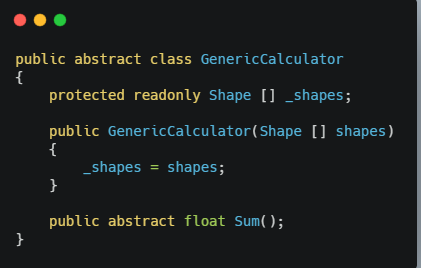 public abstract class GenericCalculator
{
    protected readonly Shape [] _shapes;
    public GenericCalculator(Shape [] shapes)
    {
        _shapes = shapes;
    }
    public abstract float Sum();
}